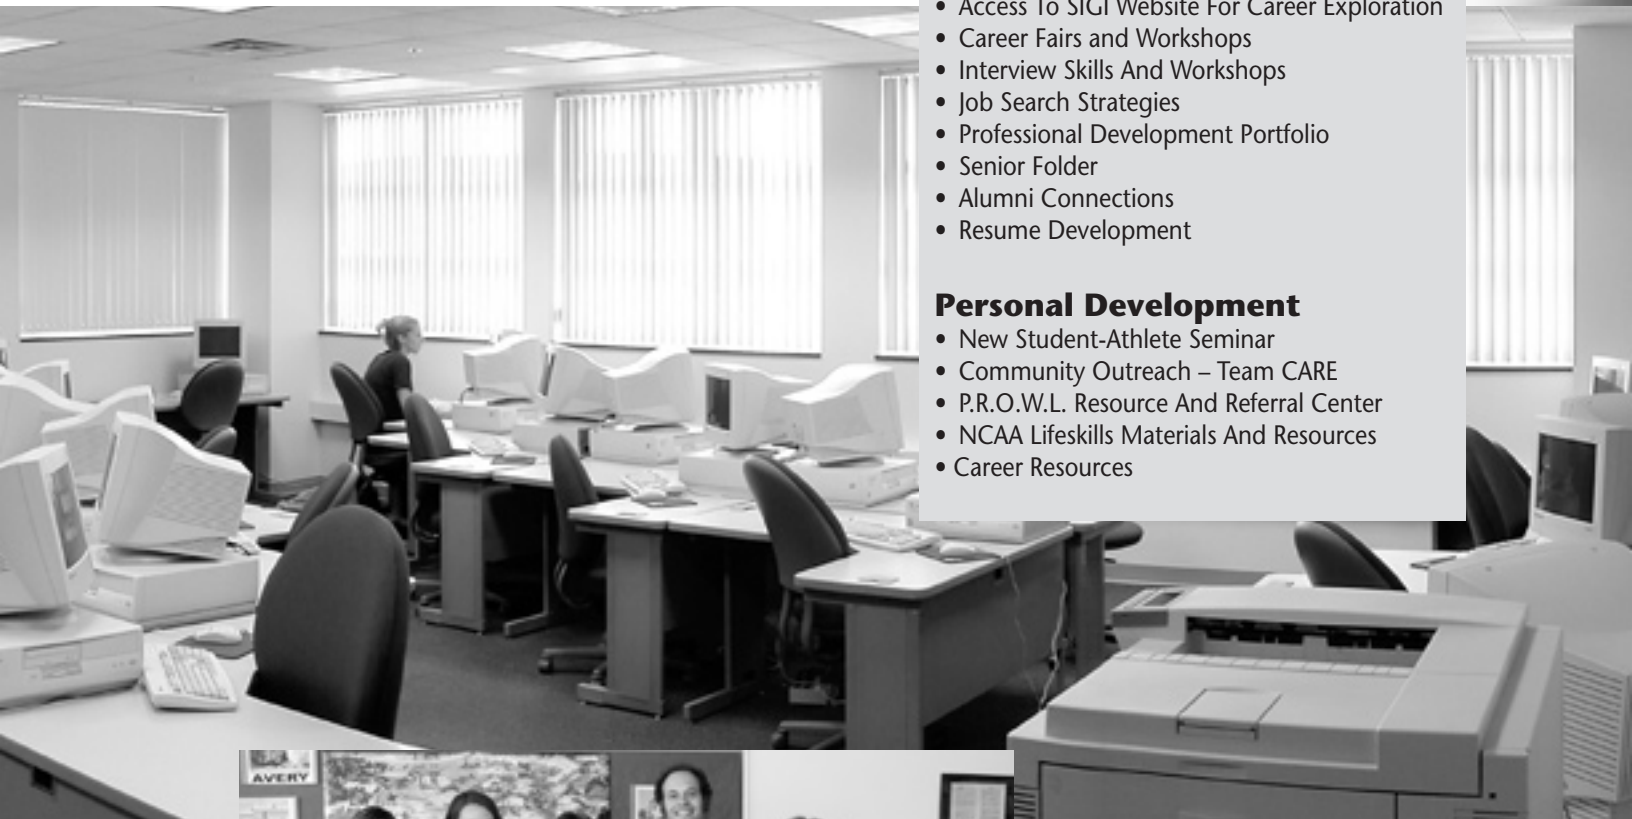 • Access To SIGI Website For Career Exploration
• Career Fairs and Workshops
• Interview Skills And Workshops
• Job Search Strategies
• Professional Development Portfolio
• Senior Folder
• Alumni Connections
• Resume Development
Personal Development
• New Student-Athlete Seminar
• Community Outreach – Team CARE
• P.R.O.W.L. Resource And Referral Center
• NCAA Lifeskills Materials And Resources
• Career Resources
AVERY